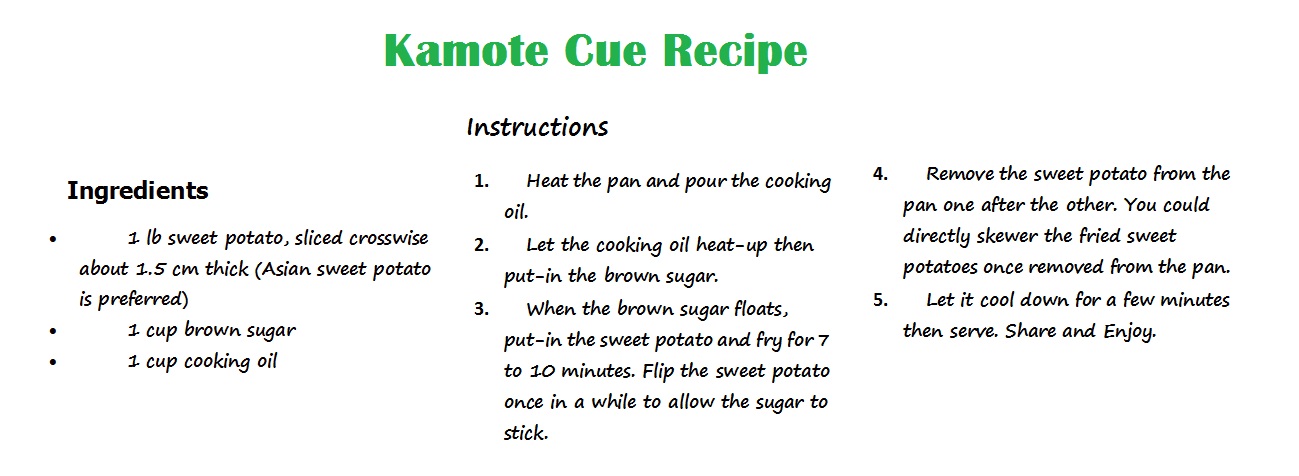 Kamote Cue Recipe
Ingredients
• 1 lb sweet potato, sliced crosswise
about 1.5 cm thick (Asian sweet potato
is preferred)
• 1 cup brown sugar
• 1 cup cooking oil
Instructions
1. Heat the pan and pour the cooking
oil.
2. Let the cooking oil heat-up then
put-in the brown sugar.
3. When the brown sugar floats,
put-in the sweet potato and fry for 7
to 10 minutes. Flip the sweet potato
once in a while to allow the sugar to
stick.
4. Remove the sweet potato from the
pan one after the other. You could
directly skewer the fried sweet
potatoes once removed from the pan.
5. Let it cool down for a few minutes
then serve. Share and Enjoy.